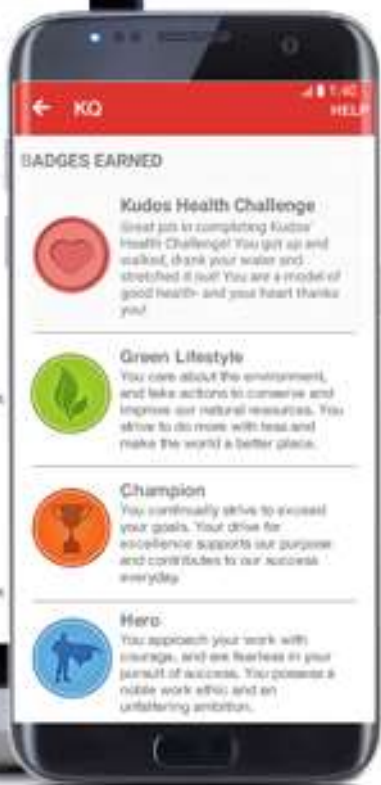 1:40
← KQ
HELP
BADGES EARNED
Kudos Health Challenge
Great job in completing Kudos'
Health Challenge! You got up and
walked, drank your water and
stretched it out! You are a model of
good health- and your heart thanks
you!
Green Lifestyle
You care about the environment,
and take actions to conserve and
improve our natural resources. You
strive to do more with less and
make the world a better place.
Champion
You continually strive to exceed
your goals. Your drive for
excellence supports our purpose
and contributes to our success
everyday.
Hero
You approach your work with
courage, and are fearless in your
pursuit of success. You possess a
noble work ethic and an
unfaltering ambition.